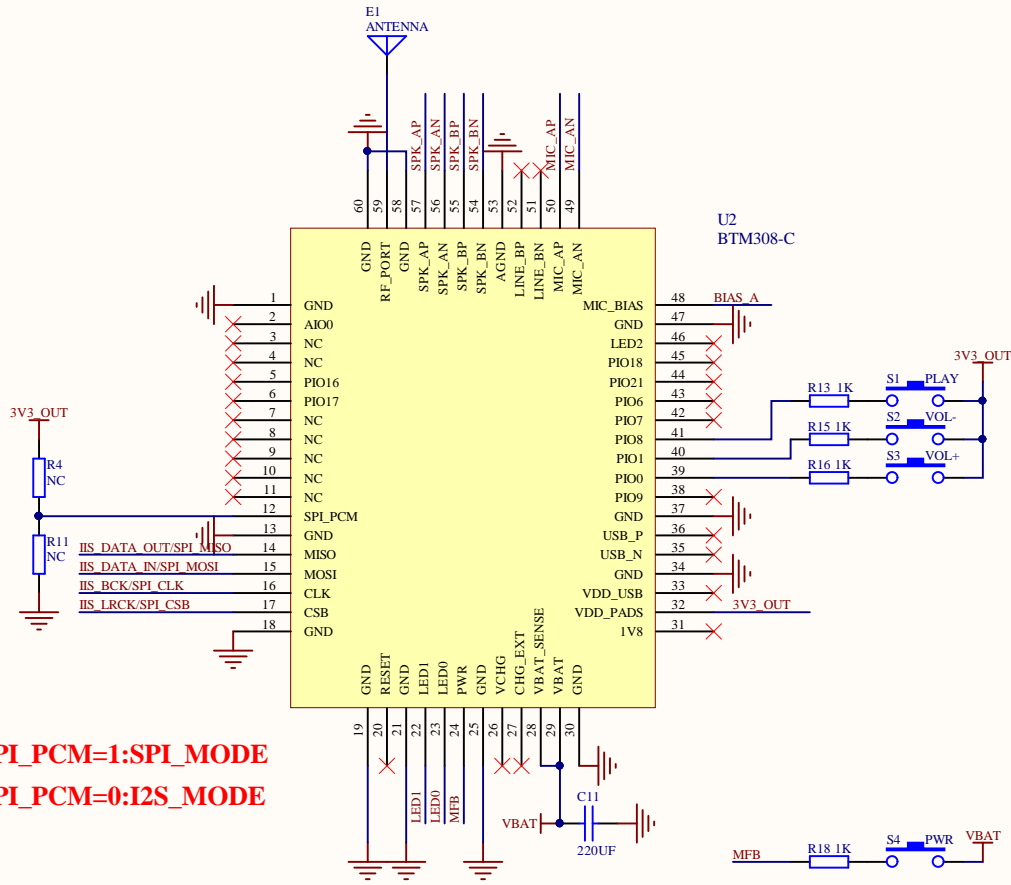 E1
ANTENNA
SPK_AP
SPK_AN
SPK_BP
SPK_BN
MIC_AP
MIC_AN
60
59
58
57
56
55
54
53
52
51
50
49
GND
RF_PORT
GND
SPK_AP
SPK_AN
SPK_BP
SPK_BN
AGND
LINE_BP
LINE_BN
MIC_AP
MIC_AN
U2
BTM308-C
1 GND
2 AIO0
3 NC
4 NC
5 PIO16
6 PIO17
7 NC
8 NC
9 NC
10 NC
11 NC
12 SPI_PCM
13 GND
14 MISO
15 MOSI
16 CLK
17 CSB
18 GND
3V3_OUT
R4
NC
R11
NC
IIS_DATA_OUT/SPI_MISO
IIS_DATA_IN/SPI_MOSI
IIS_BCK/SPI_CLK
IIS_LRCK/SPI_CSB
MIC_BIAS 48 BIAS_A
GND 47
LED2 46
PIO18 45
PIO21 44
PIO6 43
PIO7 42
PIO8 41
PIO1 40
PIO0 39
PIO9 38
GND 37
USB_P 36
USB_N 35
GND 34
VDD_USB 33
VDD_PADS 32 3V3_OUT
1V8 31
3V3_OUT
R13 1K S1 PLAY
R15 1K S2 VOL-
R16 1K S3 VOL+
GND
RESET
GND
LED1
LED0
PWR
GND
VCHG
CHG_EXT
VBAT_SENSE
VBAT
GND
19
20
21
22
23
24
25
26
27
28
29
30
LED1
LED0
MFB
PI_PCM=1:SPI_MODE
PI_PCM=0:I2S_MODE
VBAT
C11
220UF
MFB R18 1K S4 PWR VBAT